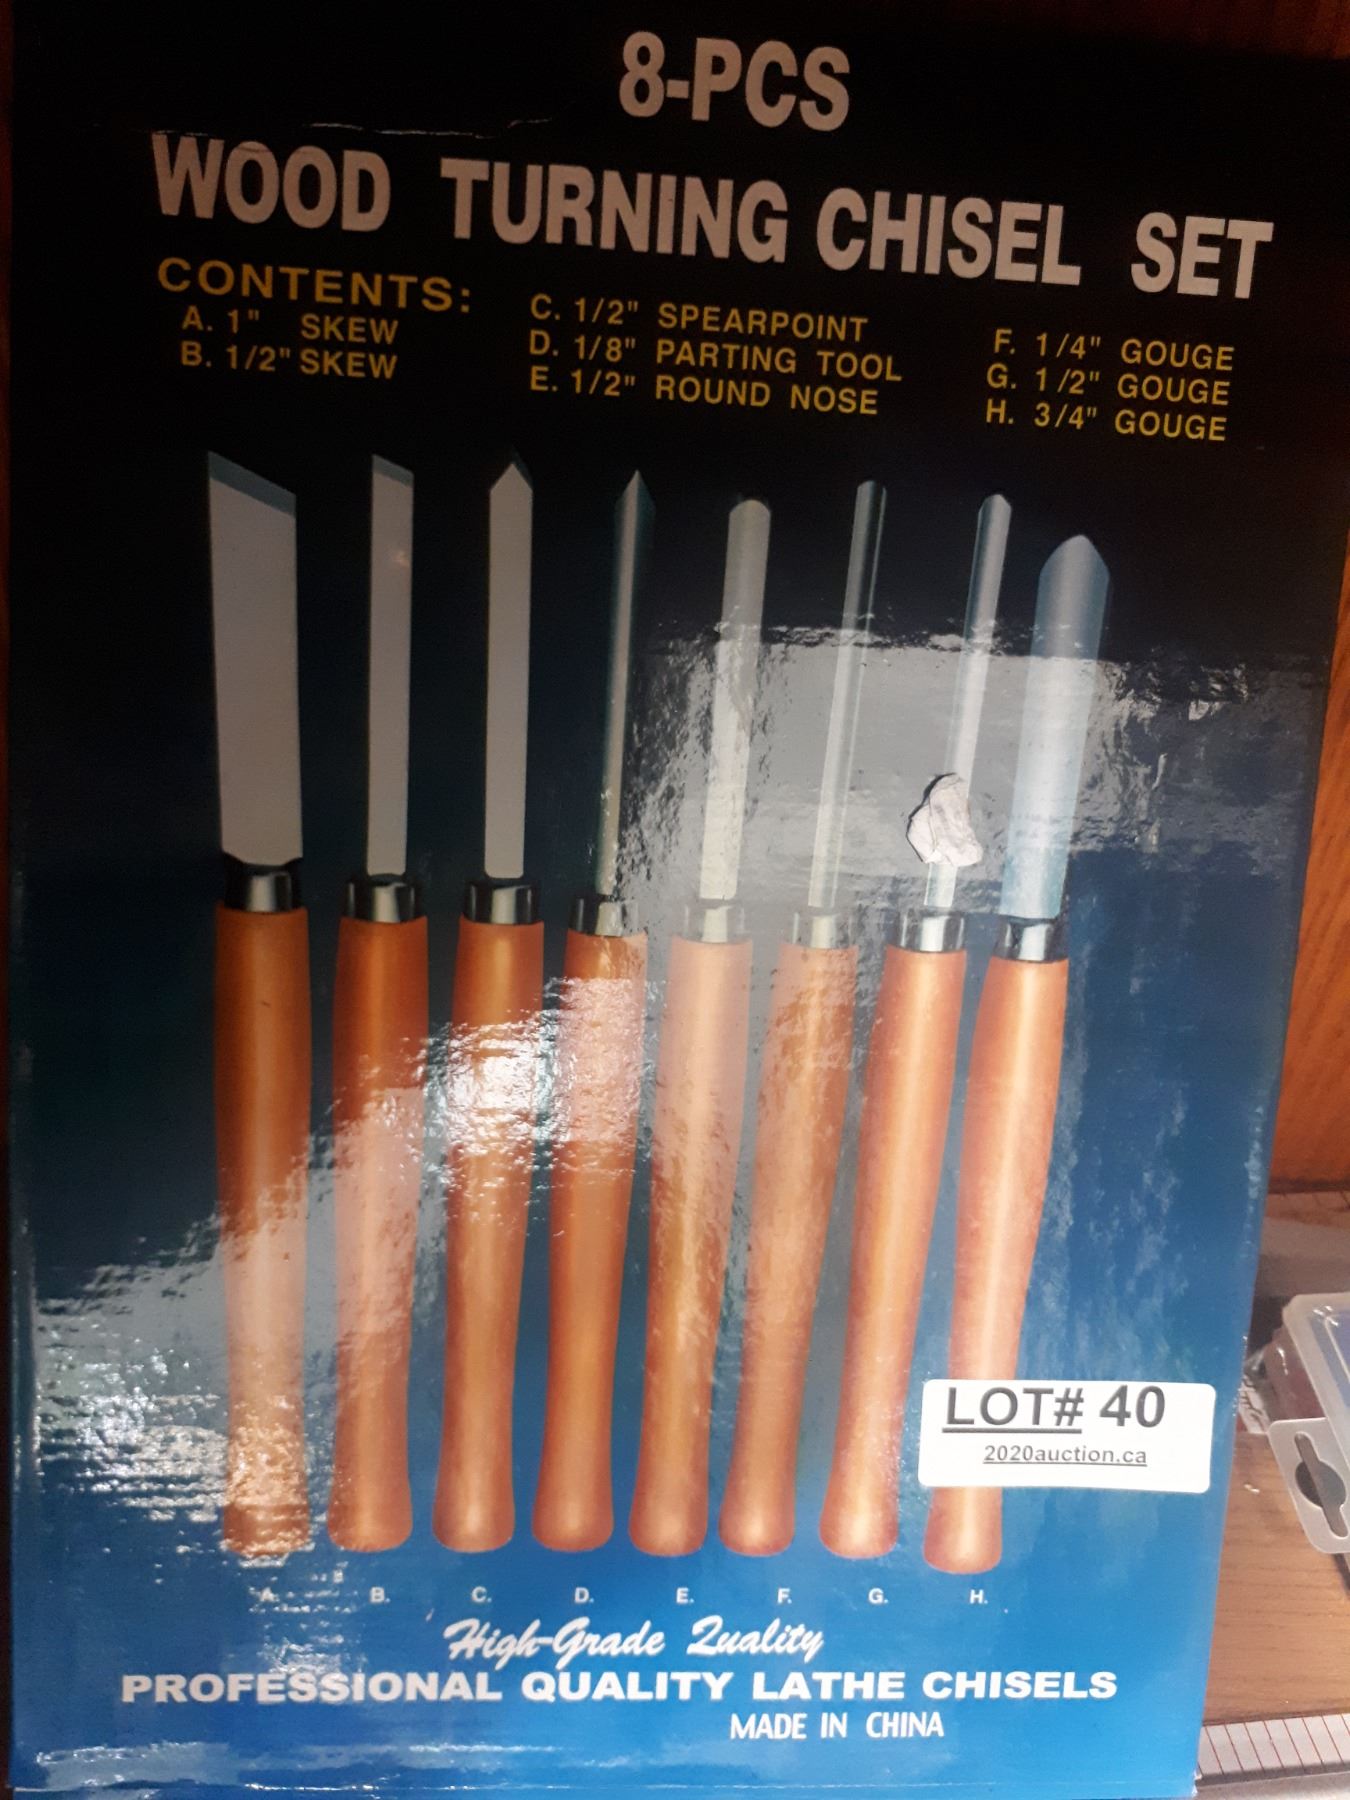 8-PCS
WOOD TURNING CHISEL SET
CONTENTS:
A. 1" SKEW
B. 1/2" SKEW
C. 1/2" SPEARPOINT
D. 1/8" PARTING TOOL
E. 1/2" ROUND NOSE
F. 1/4" GOUGE
G. 1/2" GOUGE
H. 3/4" GOUGE
LOT# 40
2020auction.ca
A. B. C. D. E. F. G. H.
High-Grade Quality
PROFESSIONAL QUALITY LATHE CHISELS
MADE IN CHINA